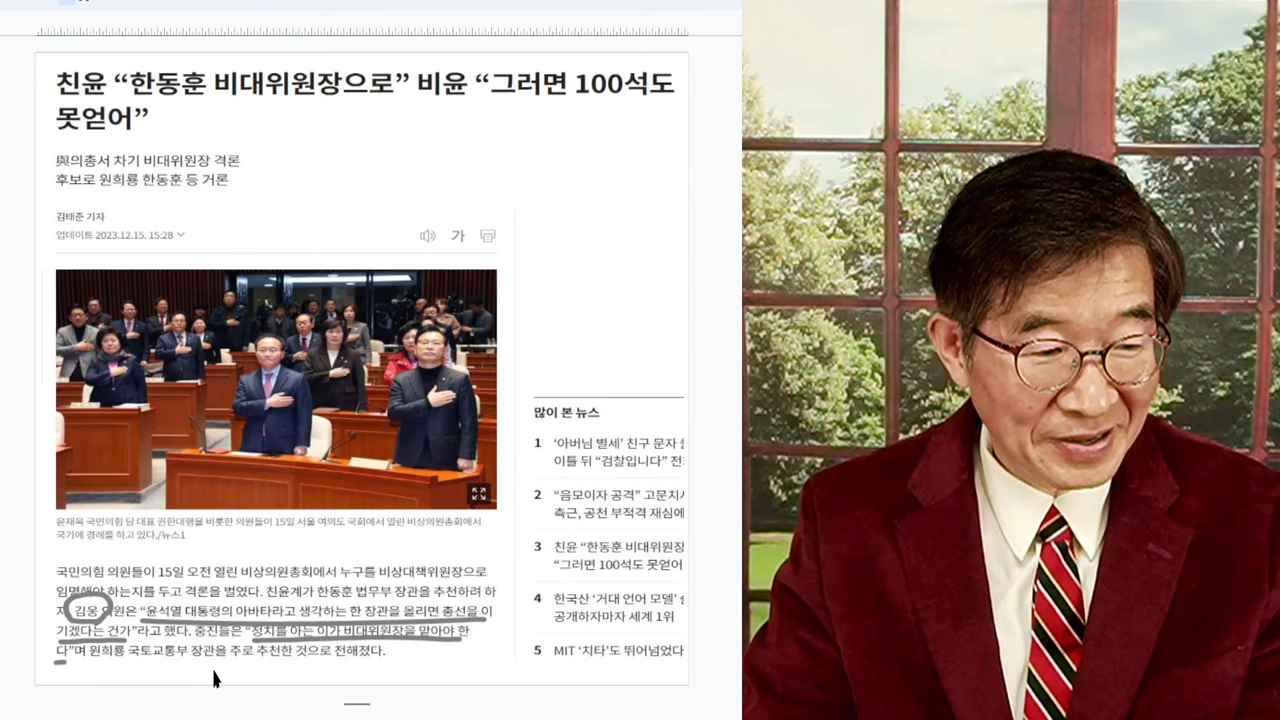 친윤 “한동훈 비대위원장으로” 비윤 “그러면 100석도
못얻어”
與의총서 차기 비대위원장 격론
후보로 원희룡 한동훈 등 거론
김태준 기자
업데이트 2023.12.15. 15:28
가
윤재옥 국민의힘 당 대표 권한대행을 비롯한 의원들이 15일 서울 여의도 국회에서 열린 비상의원총회에서
국기에 경례를 하고 있다./뉴스1
국민의힘 의원들이 15일 오전 열린 비상의원총회에서 누구를 비상대책위원장으로
임명해야 하는지를 두고 격론을 벌였다. 친윤계가 한동훈 법무부 장관을 추천하려 하
자 김웅 의원은 “윤석열 대통령의 아바타라고 생각하는 한 장관을 올리면 총선을 이
기겠다는 건가”라고 했다. 중진들은 “정치를 아는 이가 비대위원장을 맡아야 한
다”며 원희룡 국토교통부 장관을 주로 추천한 것으로 전해졌다.
많이 본 뉴스
1 ‘아버님 별세’ 친구 문자
이틀 뒤 “검찰입니다” 전
2 “음모이자 공격” 고문치사
측근, 공천 부적격 재심에
3 친윤 “한동훈 비대위원장
“그러면 100석도 못얻어
4 한국산 ‘거대 언어 모델’
공개하자마자 세계 1위
5 MIT ‘치타’도 뛰어넘었다